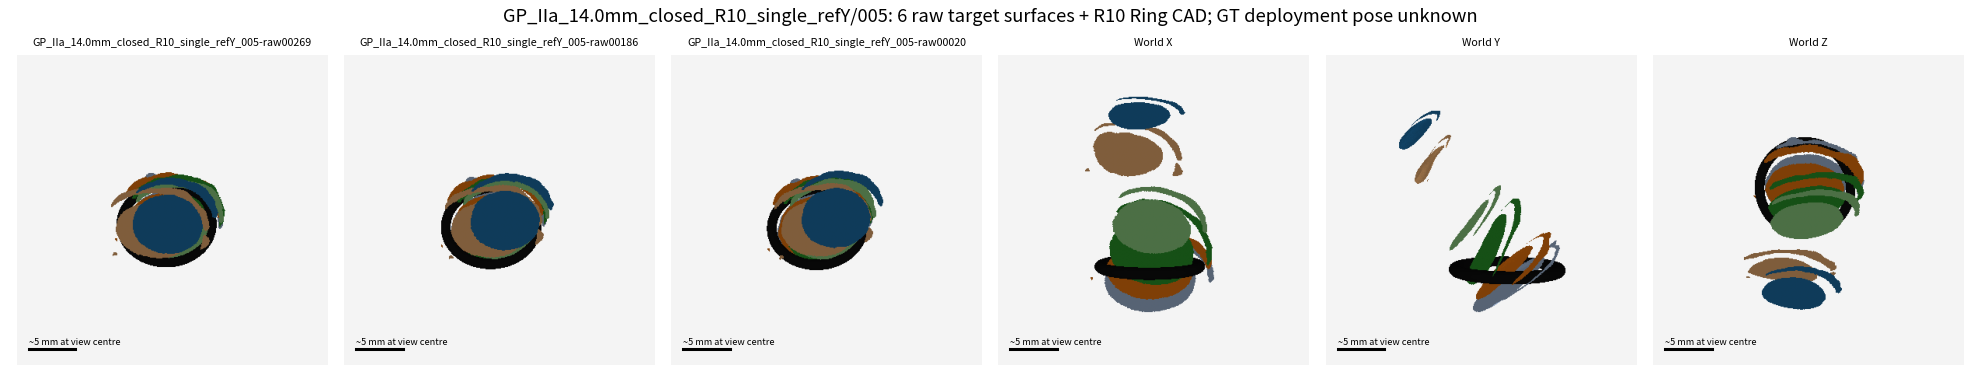 GP_IIa_14.0mm_closed_R10_single_refY/005: 6 raw target surfaces + R10 Ring CAD; GT deployment pose unknown
GP_IIa_14.0mm_closed_R10_single_refY_005-raw00269
GP_IIa_14.0mm_closed_R10_single_refY_005-raw00186
GP_IIa_14.0mm_closed_R10_single_refY_005-raw00020
World X
World Y
World Z
~5 mm at view centre
~5 mm at view centre
~5 mm at view centre
~5 mm at view centre
~5 mm at view centre
~5 mm at view centre